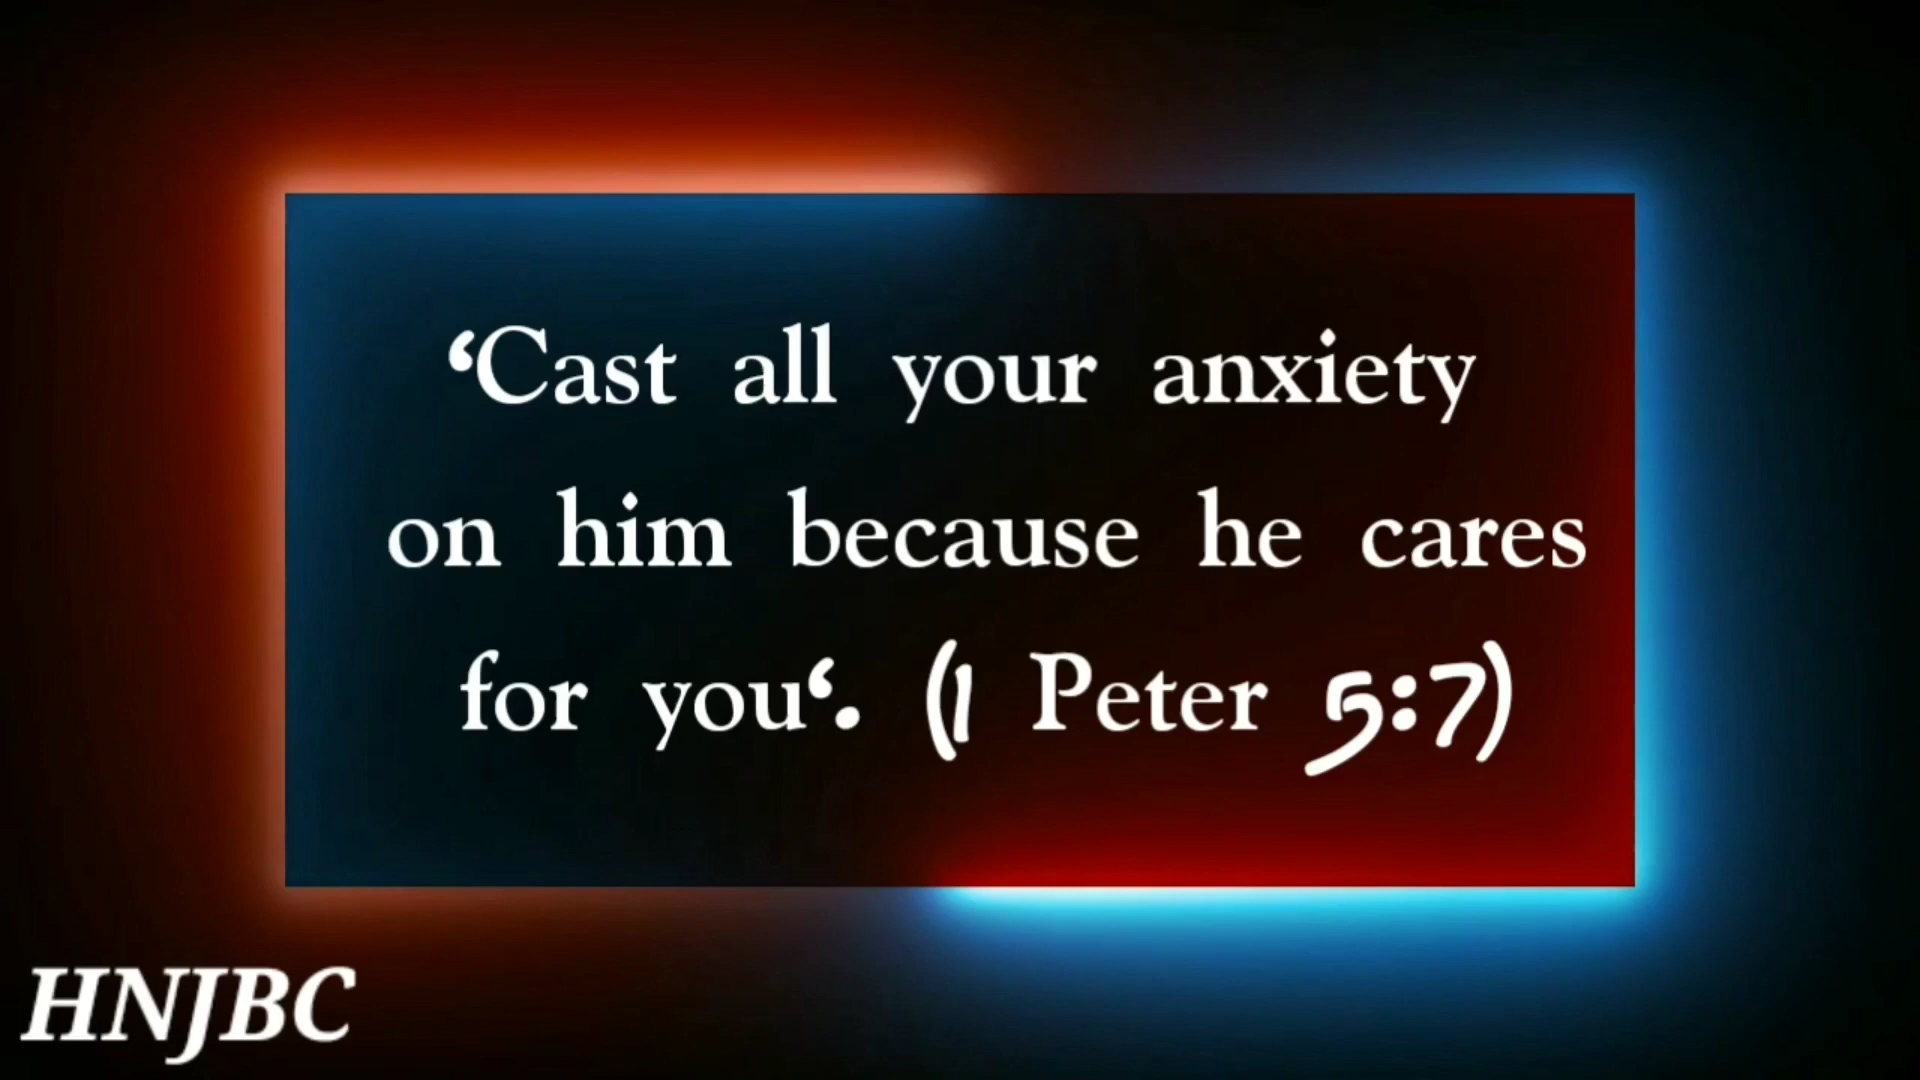 ‘Cast all your anxiety
on him because he cares
for you‘. (1 Peter 5:7)
HNJBC